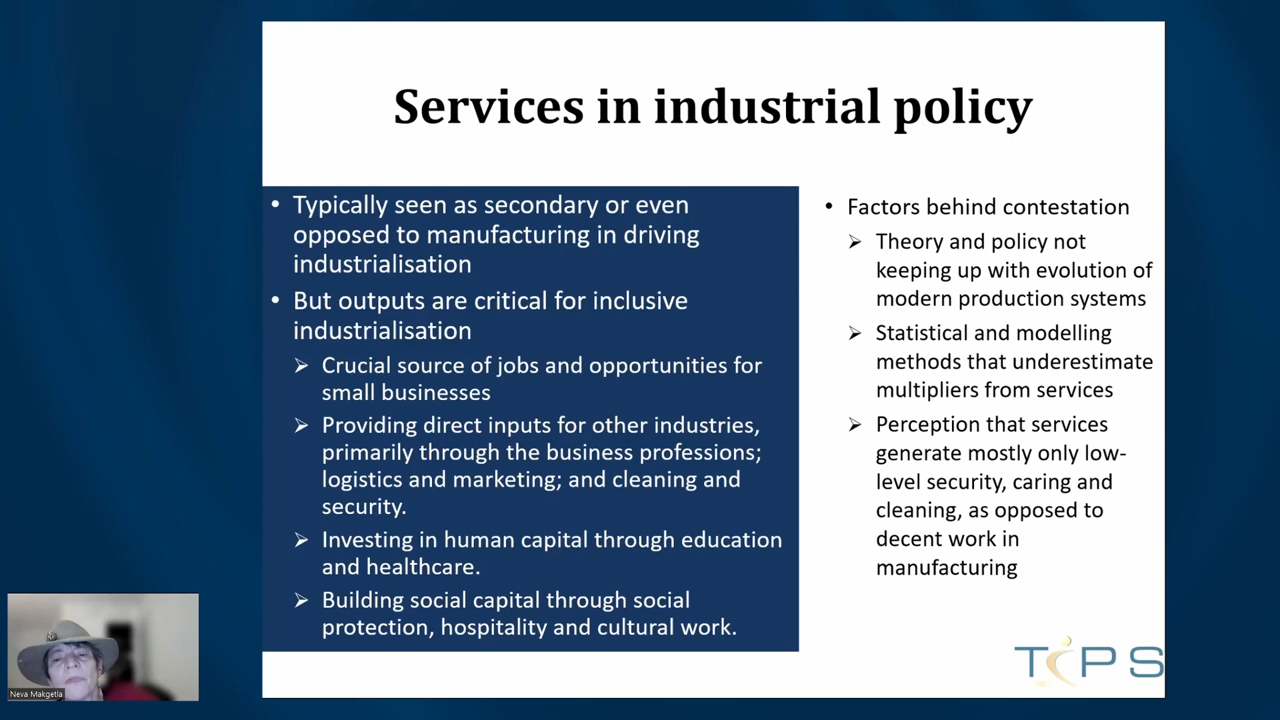 Services in industrial policy
• Typically seen as secondary or even
opposed to manufacturing in driving
industrialisation
• But outputs are critical for inclusive
industrialisation
➢ Crucial source of jobs and opportunities for
small businesses
➢ Providing direct inputs for other industries,
primarily through the business professions;
logistics and marketing; and cleaning and
security.
➢ Investing in human capital through education
and healthcare.
➢ Building social capital through social
protection, hospitality and cultural work.
• Factors behind contestation
➢ Theory and policy not
keeping up with evolution of
modern production systems
➢ Statistical and modelling
methods that underestimate
multipliers from services
➢ Perception that services
generate mostly only low-
level security, caring and
cleaning, as opposed to
decent work in
manufacturing
TIPS
Neva Makgetla